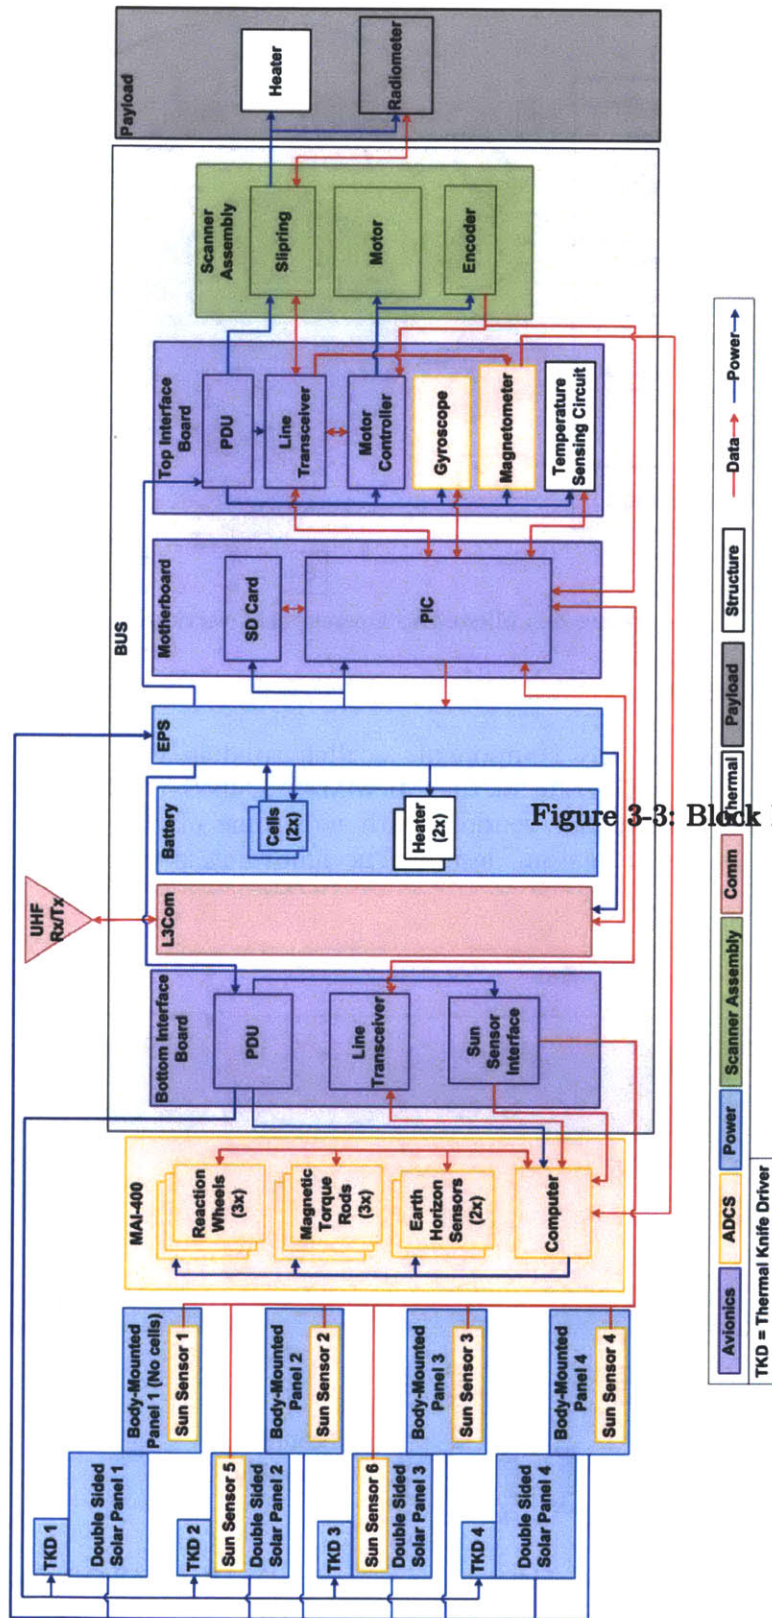 Payload
Heater
Radiometer
BUS
Scanner
Assembly
Slipring
Motor
Encoder
Top Interface
Board
PDU
Line
Transceiver
Motor
Controller
Gyroscope
Magnetometer
Temperature
Sensing Circuit
Motherboard
SD Card
PIC
EPS
Battery
Cells
(2x)
Heater
(2x)
UHF
Rx/Tx
L3Com
Bottom Interface
Board
PDU
Line
Transceiver
Sun
Sensor
Interface
MAI-400
Reaction
Wheels
(3x)
Magnetic
Torque
Rods
(3x)
Earth
Horizon
Sensors
(2x)
Computer
Body-Mounted
Panel 1 (No cells)
Sun Sensor 1
Body-Mounted
Panel 2
Sun Sensor 2
Body-Mounted
Panel 3
Sun Sensor 3
Body-Mounted
Panel 4
Sun Sensor 4
TKD 1
Double Sided
Solar Panel 1
TKD 2
Sun Sensor 5
Double Sided
Solar Panel 2
TKD 3
Sun Sensor 6
Double Sided
Solar Panel 3
TKD 4
Double Sided
Solar Panel 4
Avionics
ADCS
Power
Scanner Assembly
Comm
Thermal
Payload
Structure
Data
Power
TKD = Thermal Knife Driver
Figure 3-3: Block